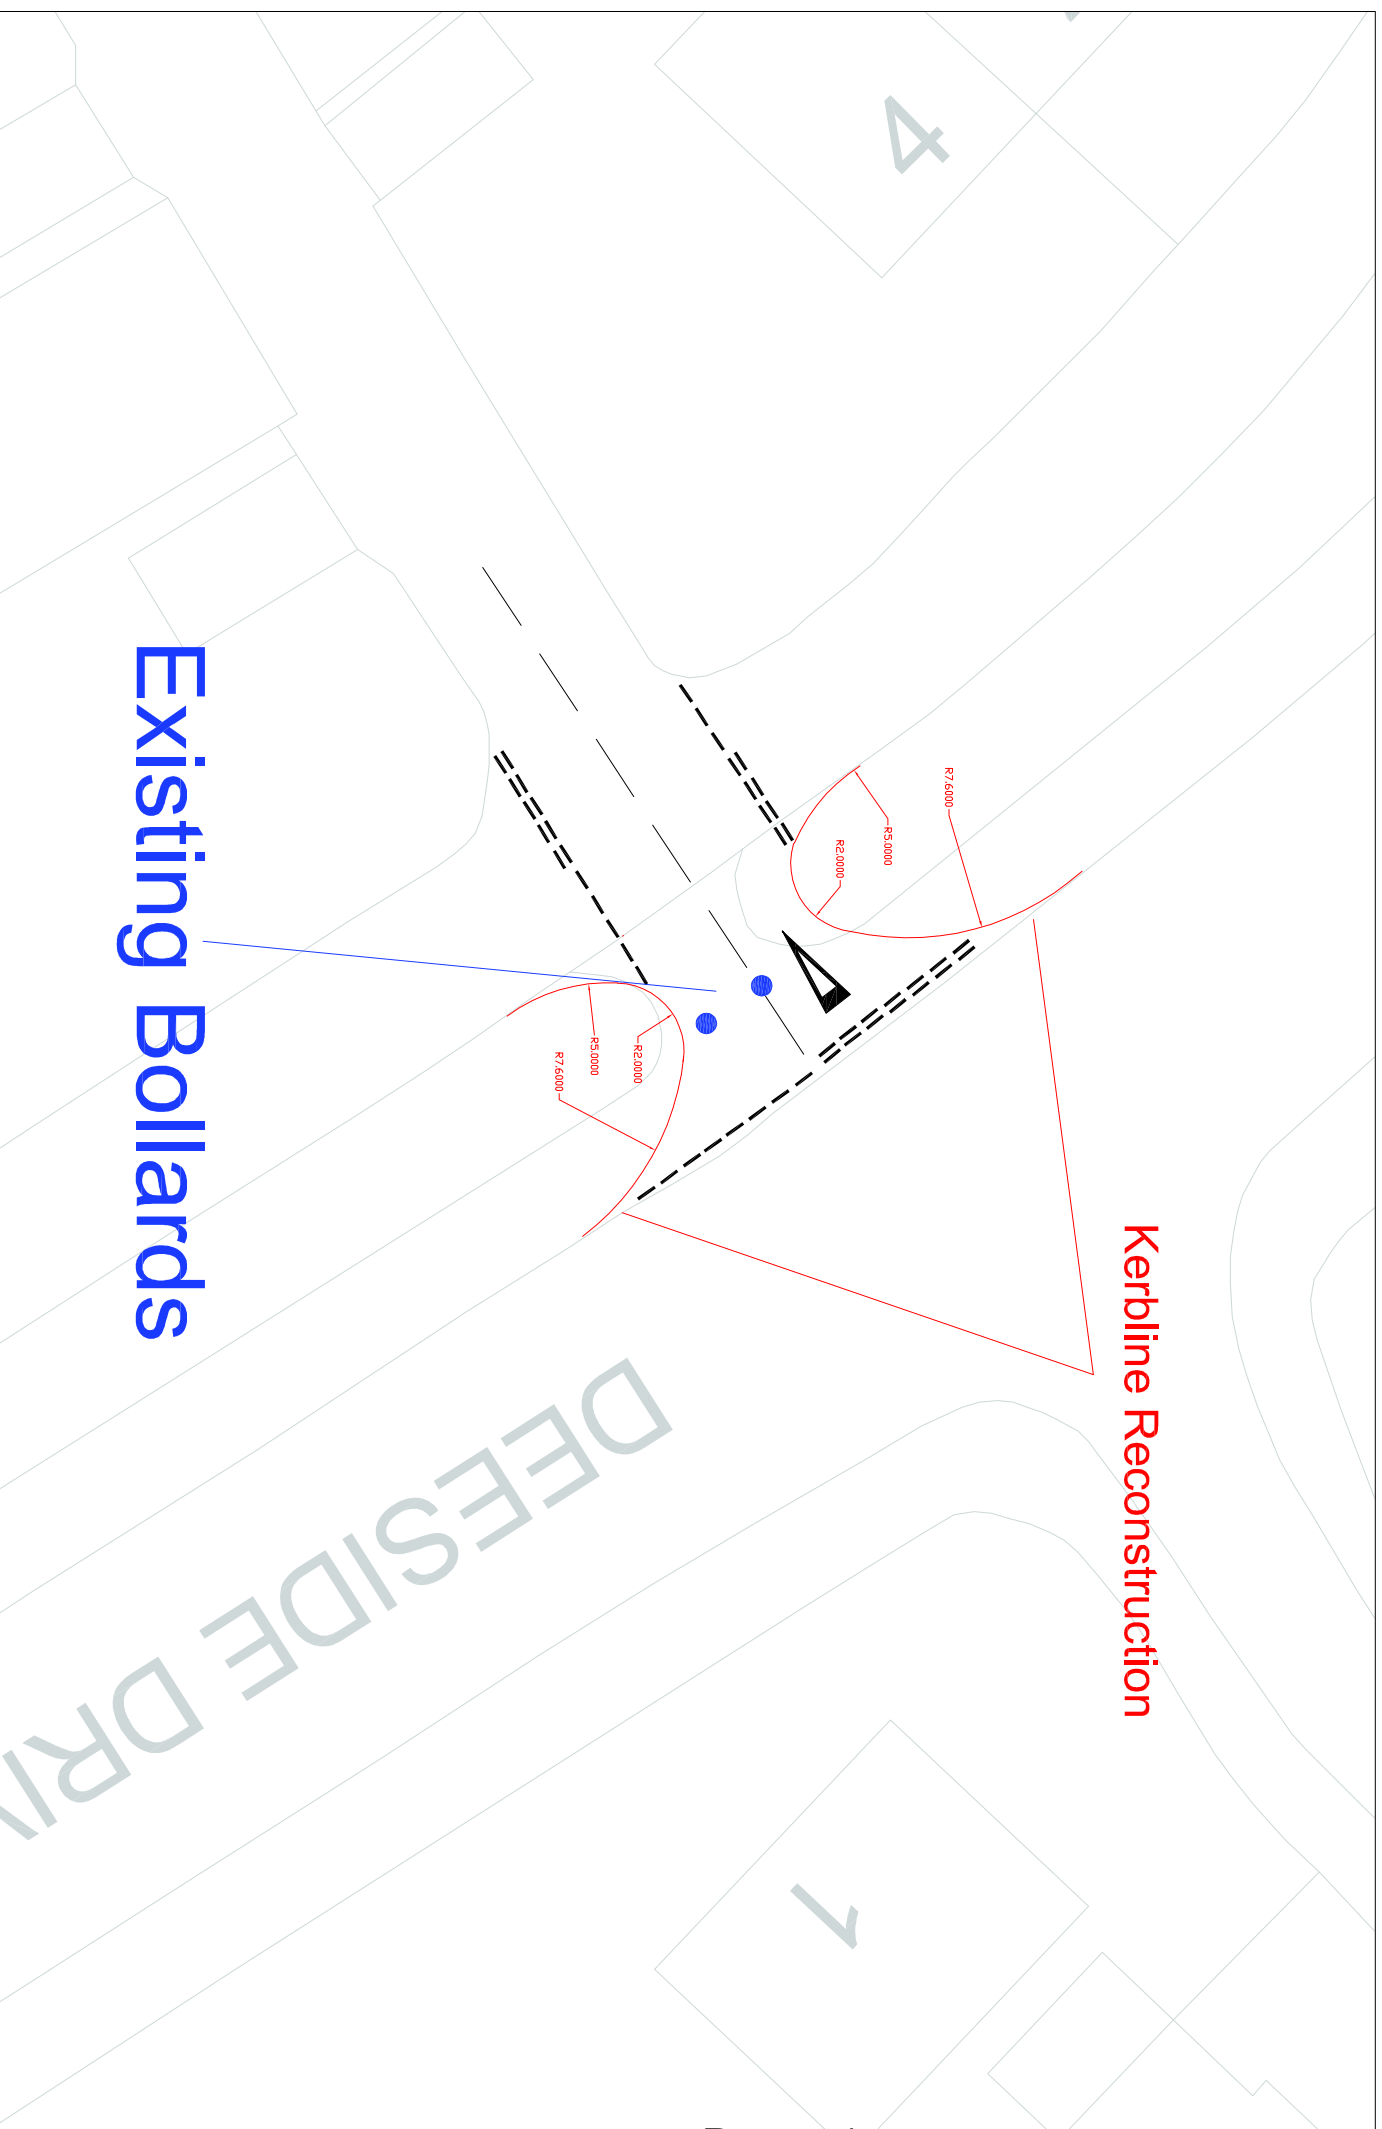 4
R7.6000
R5.0000
R2.0000
Existing Bollards
R2.0000
R5.0000
R7.6000
Kerbline Reconstruction
DEESIDE DRI
1